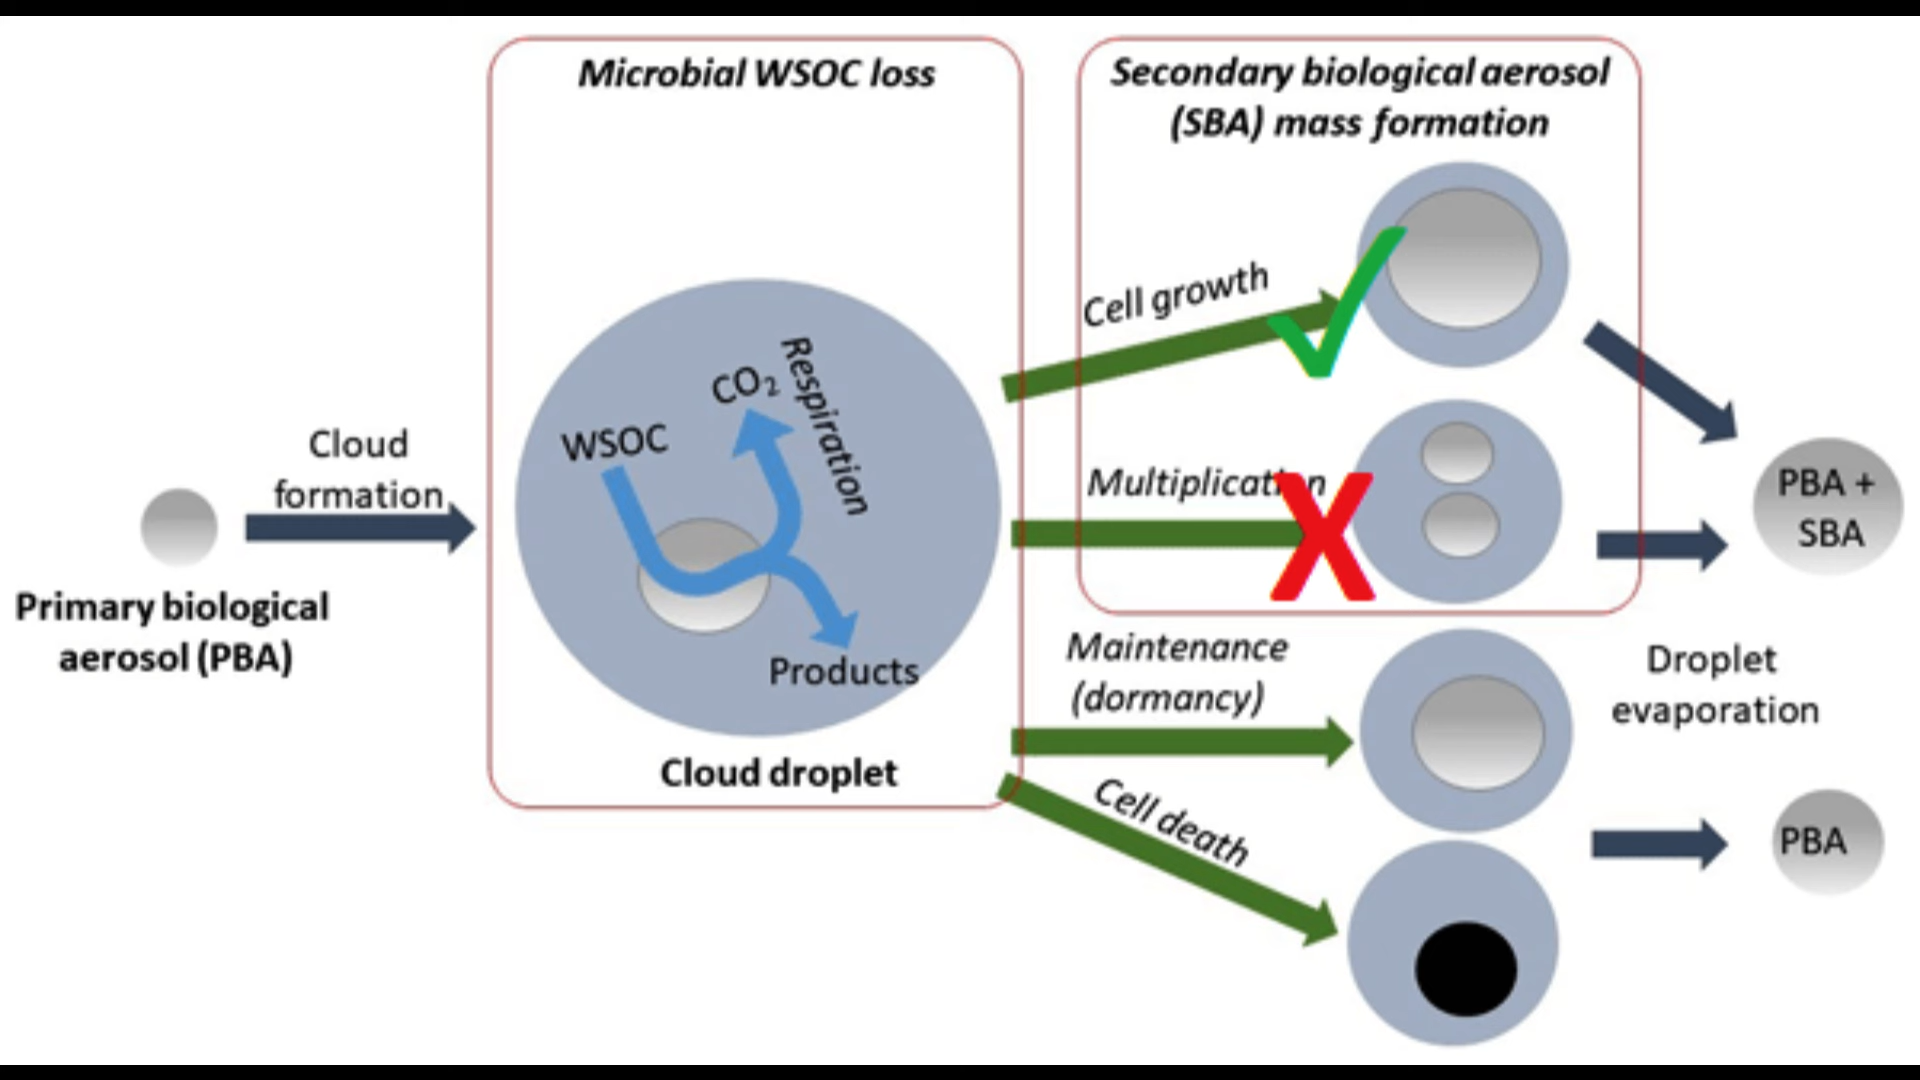 Microbial WSOC loss
Secondary biological aerosol
(SBA) mass formation
Cloud
formation
Primary biological
aerosol (PBA)
WSOC
CO₂
Respiration
Products
Cloud droplet
Cell growth
Multiplication
Maintenance
(dormancy)
Cell death
PBA +
SBA
Droplet
evaporation
PBA